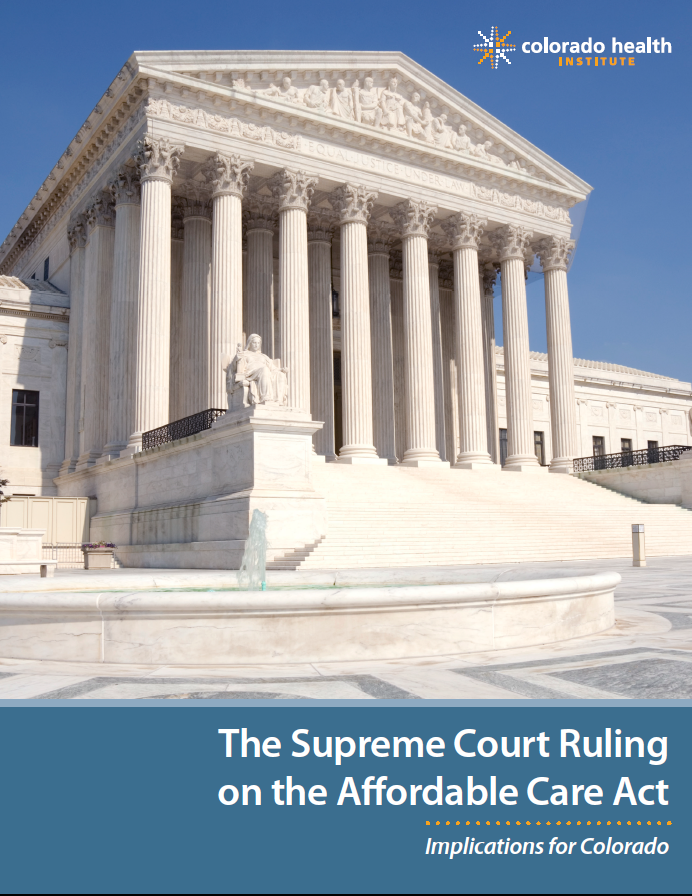 colorado health
INSTITUTE
EQUAL JUSTICE UNDER LAW
The Supreme Court Ruling
on the Affordable Care Act
Implications for Colorado